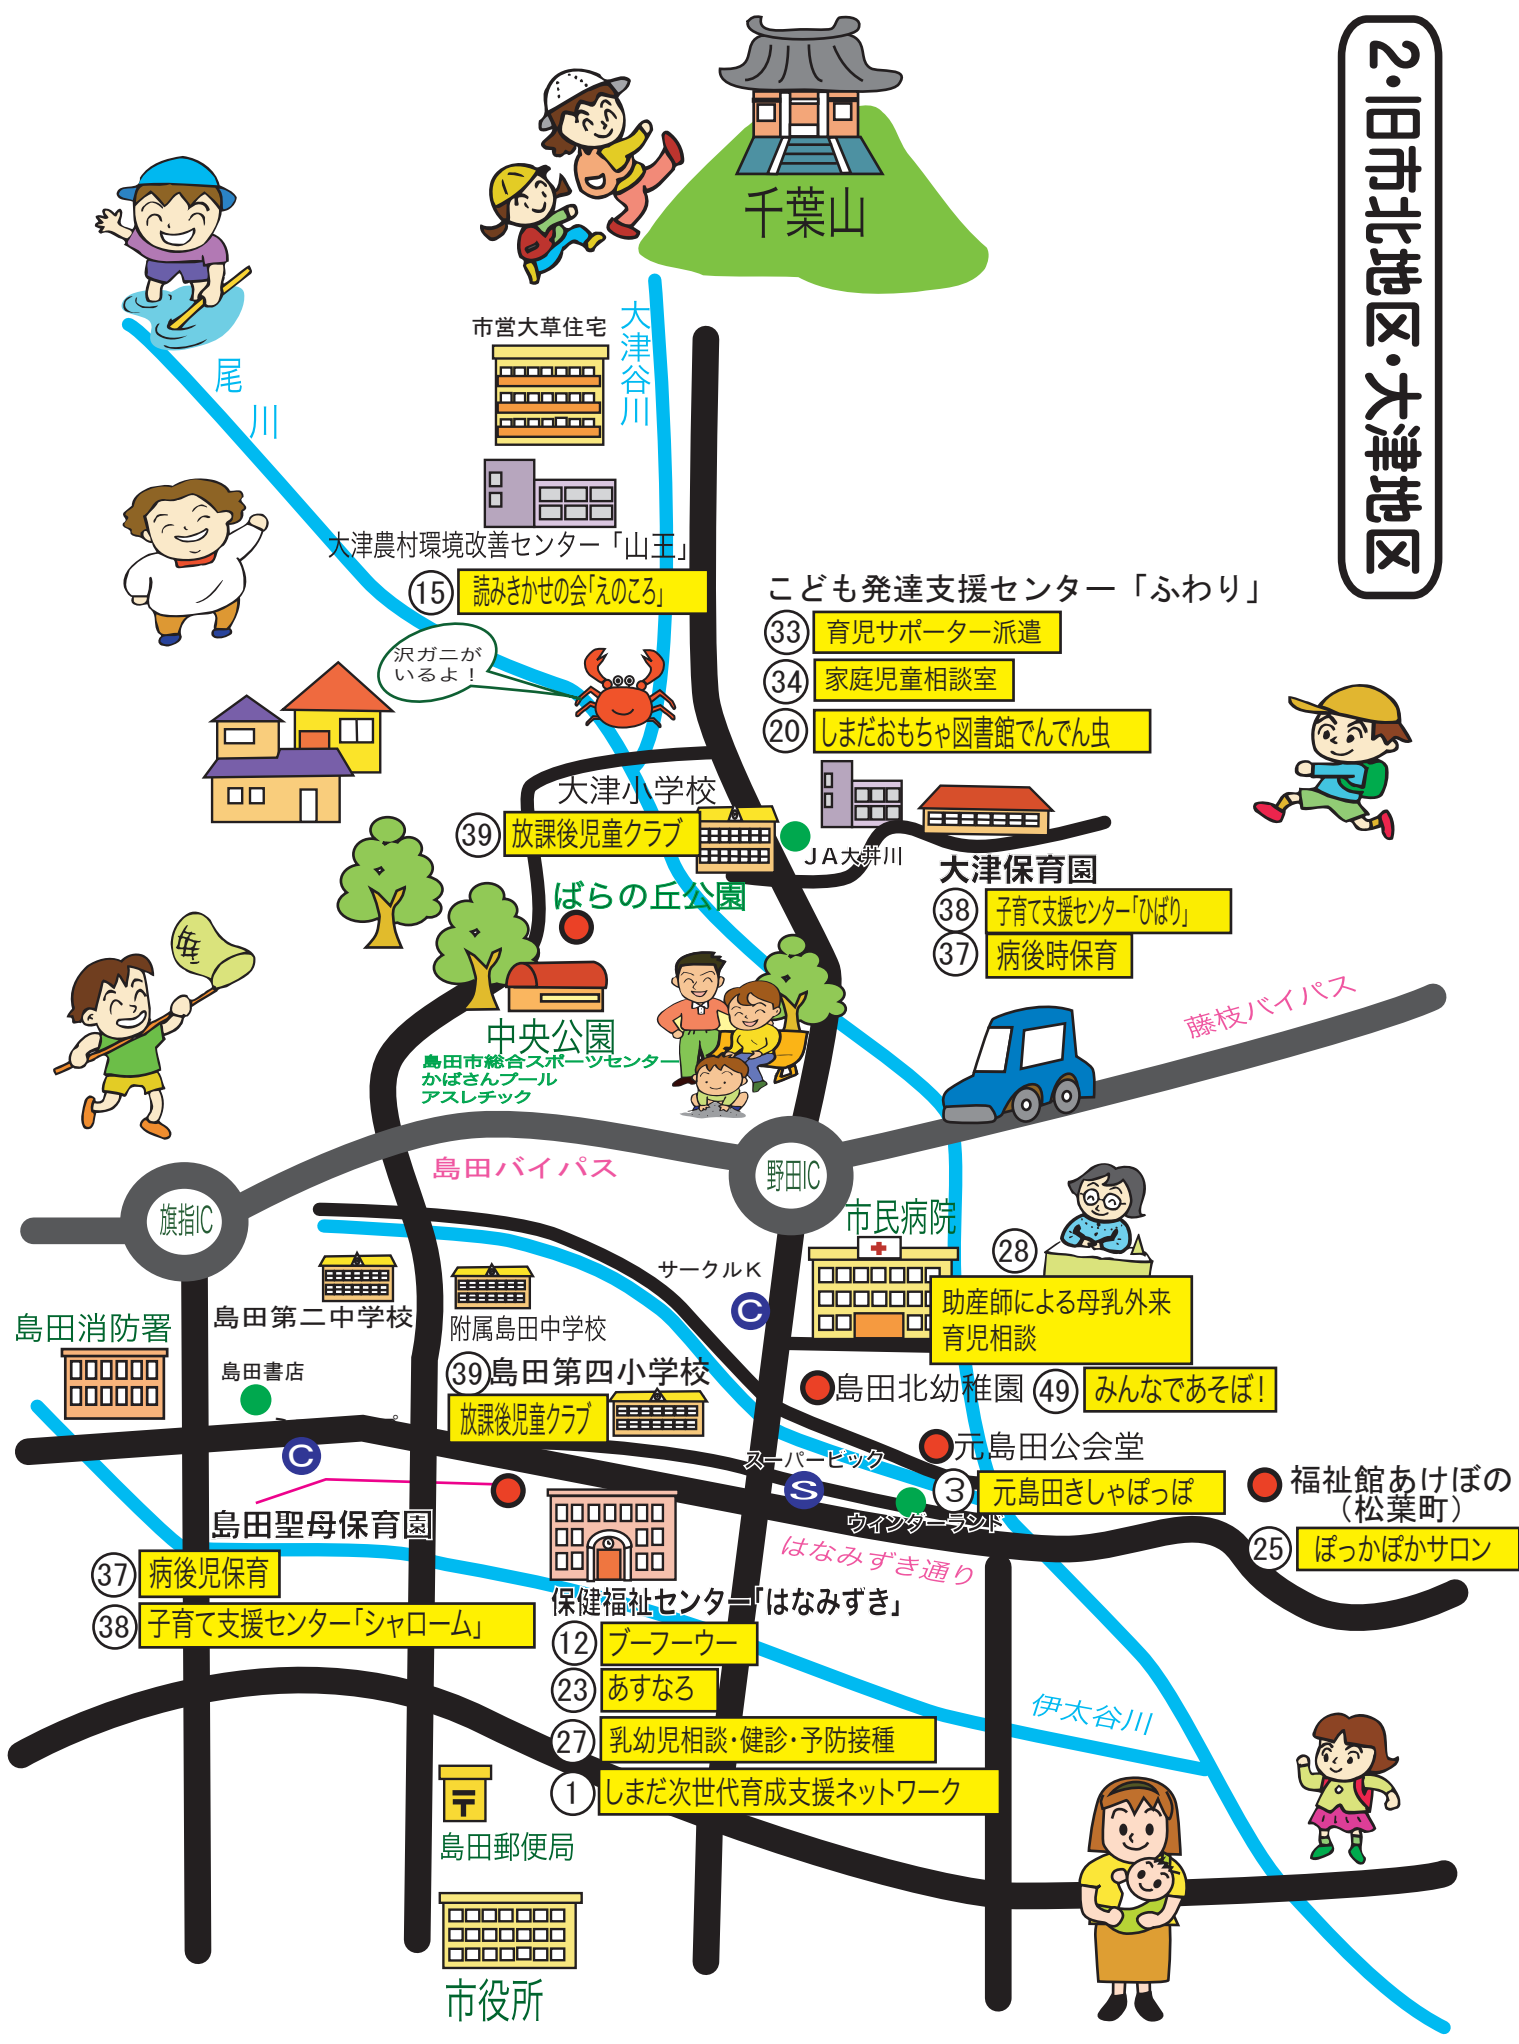 2・旧市北地区・大津地区
千葉山
市営大草住宅
大津谷川
尾川
大津農村環境改善センター「山王」
⑮ 読みきかせの会「えのころ」
沢ガニが
いるよ！
こども発達支援センター「ふわり」
㉝ 育児サポーター派遣
㉞ 家庭児童相談室
⑳ しまだおもちゃ図書館でんでん虫
大津小学校
㊴ 放課後児童クラブ
JA大井川
大津保育園
㊳ 子育て支援センター「ひばり」
㊲ 病後時保育
ばらの丘公園
中央公園
島田市総合スポーツセンター
かばさんプール
アスレチック
藤枝バイパス
島田バイパス
野田IC
旗指IC
市民病院
㉘ 助産師による母乳外来
育児相談
サークルK
C
島田消防署
島田第二中学校
附属島田中学校
島田書店
㊴ 島田第四小学校
放課後児童クラブ
島田北幼稚園
㊾ みんなであそぼ！
元島田公会堂
③ 元島田きしゃぽっぽ
スーパービック
S
ウィンダーランド
C
福祉館あけぼの
（松葉町）
㉕ ぽっかぽかサロン
はなみずき通り
島田聖母保育園
㊲ 病後児保育
㊳ 子育て支援センター「シャローム」
保健福祉センター「はなみずき」
⑫ ブーフーウー
㉓ あすなろ
㉗ 乳幼児相談・健診・予防接種
① しまだ次世代育成支援ネットワーク
伊太谷川
〒
島田郵便局
市役所